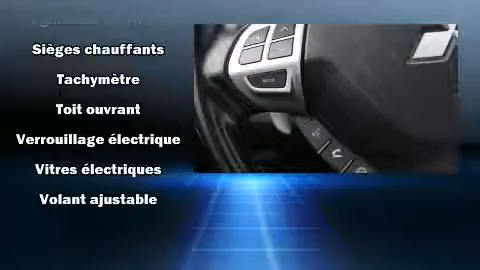 Sièges chauffants
Tachymètre
Toit ouvrant
Verrouillage électrique
Vitres électriques
Volant ajustable